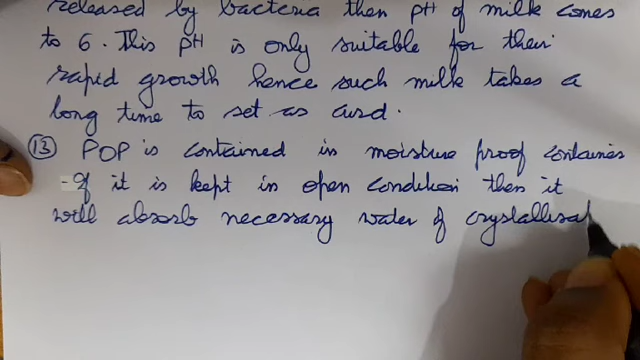 released by bacteria then pH of milk comes
to 6. This pH is only suitable for their
rapid growth hence such milk takes a
long time to set as curd.
13 POP is contained in moisture proof container
- If it is kept in open condition then it
will absorb necessary water of crystallisat